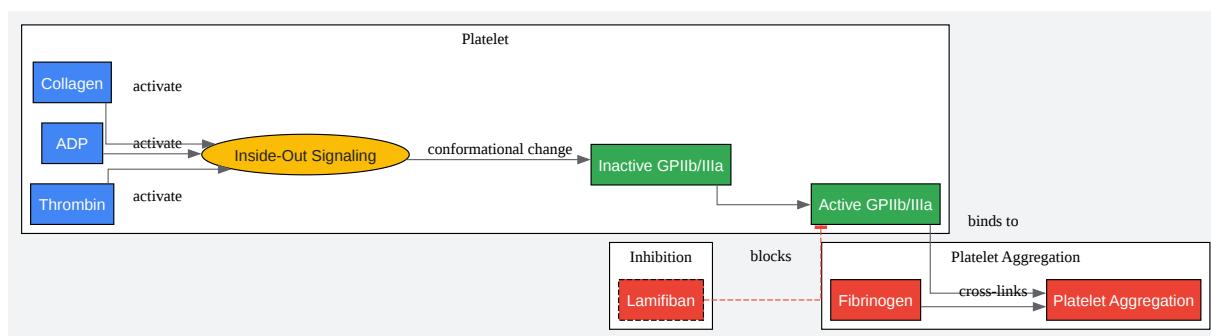 Platelet
Collagen
activate
ADP
activate
Inside-Out Signaling
conformational change
Inactive GPIIb/IIIa
Thrombin
activate
Active GPIIb/IIIa
binds to
Inhibition
blocks
Platelet Aggregation
Lamifiban
Fibrinogen
cross-links
Platelet Aggregation